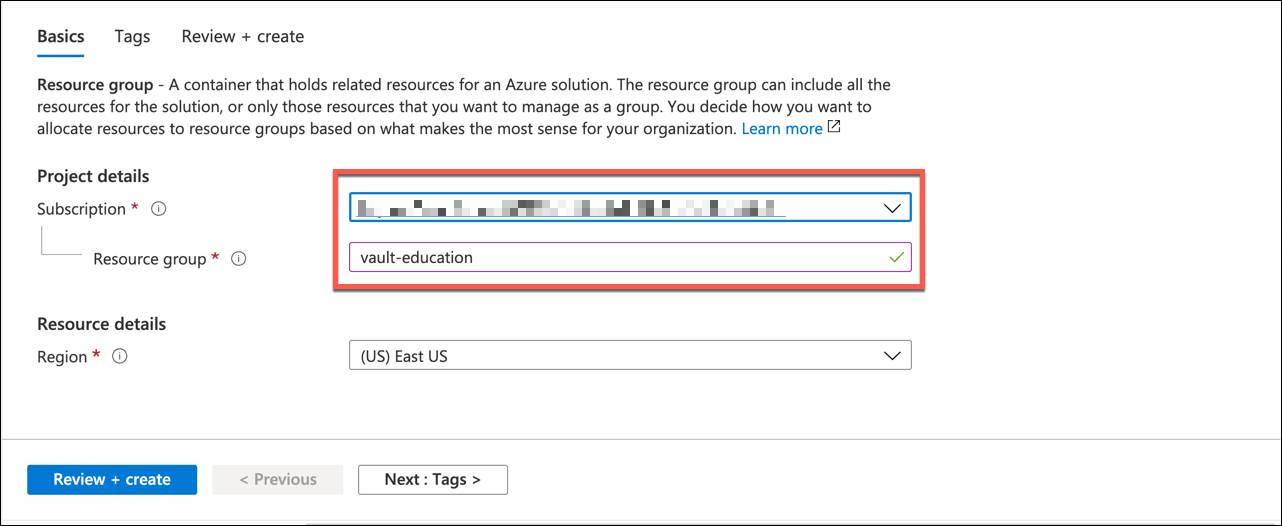 Basics Tags Review + create
Resource group - A container that holds related resources for an Azure solution. The resource group can include all the
resources for the solution, or only those resources that you want to manage as a group. You decide how you want to
allocate resources to resource groups based on what makes the most sense for your organization. Learn more
Project details
Subscription *
Resource group * vault-education
Resource details
Region * (US) East US
Review + create < Previous Next : Tags >